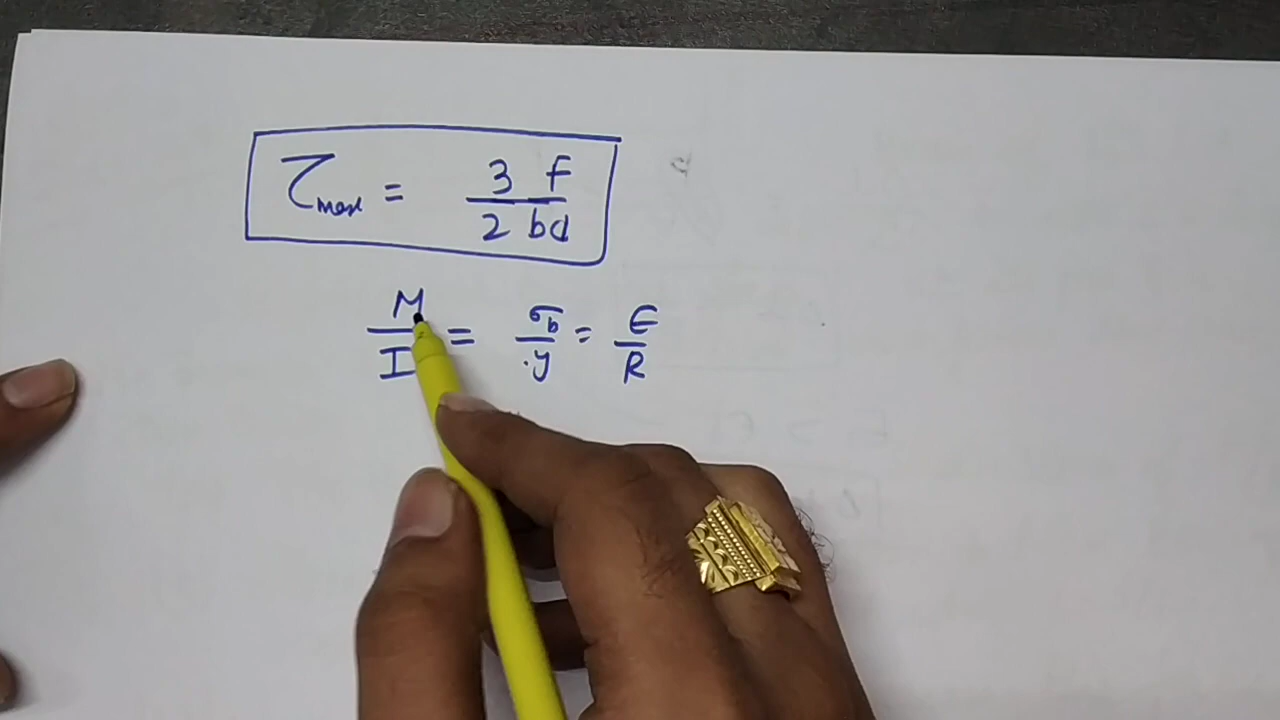 τmax = 3 F / 2 bd
M / I = σb / y = E / R